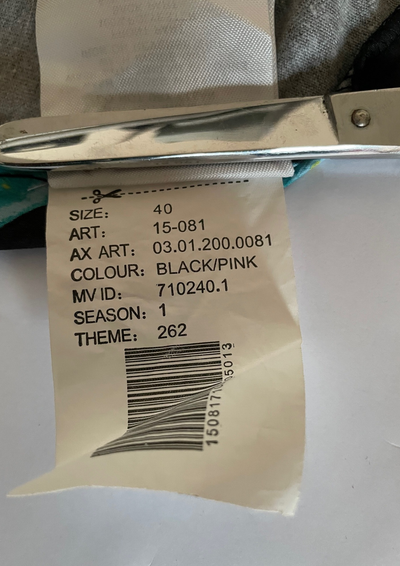 SIZE: 40
ART: 15-081
AX ART: 03.01.200.0081
COLOUR: BLACK/PINK
MV ID: 710240.1
SEASON: 1
THEME: 262